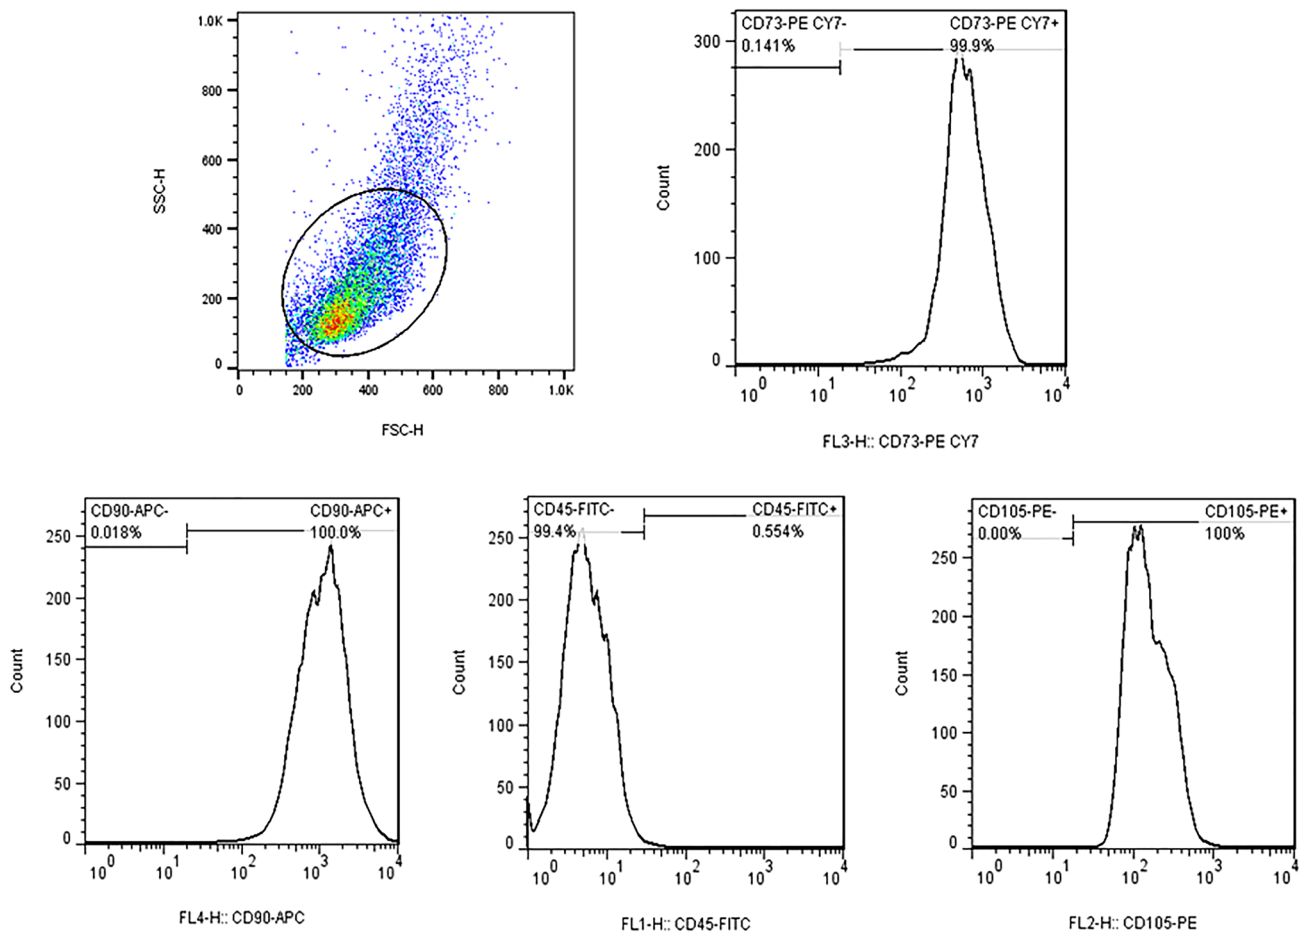 1.0K
800
600
400
200
0
SSC-H
0 200 400 600 800 1.0K
FSC-H
CD73-PE CY7- CD73-PE CY7+
0.141% 99.9%
300
200
100
0
Count
10^0 10^1 10^2 10^3 10^4
FL3-H:: CD73-PE CY7
CD90-APC- CD90-APC+
0.018% 100.0%
250
200
150
100
50
0
Count
10^0 10^1 10^2 10^3 10^4
FL4-H:: CD90-APC
CD45-FITC- CD45-FITC+
99.4% 0.554%
250
200
150
100
50
0
Count
10^0 10^1 10^2 10^3 10^4
FL1-H:: CD45-FITC
CD105-PE- CD105-PE+
0.00% 100%
250
200
150
100
50
0
Count
10^0 10^1 10^2 10^3 10^4
FL2-H:: CD105-PE